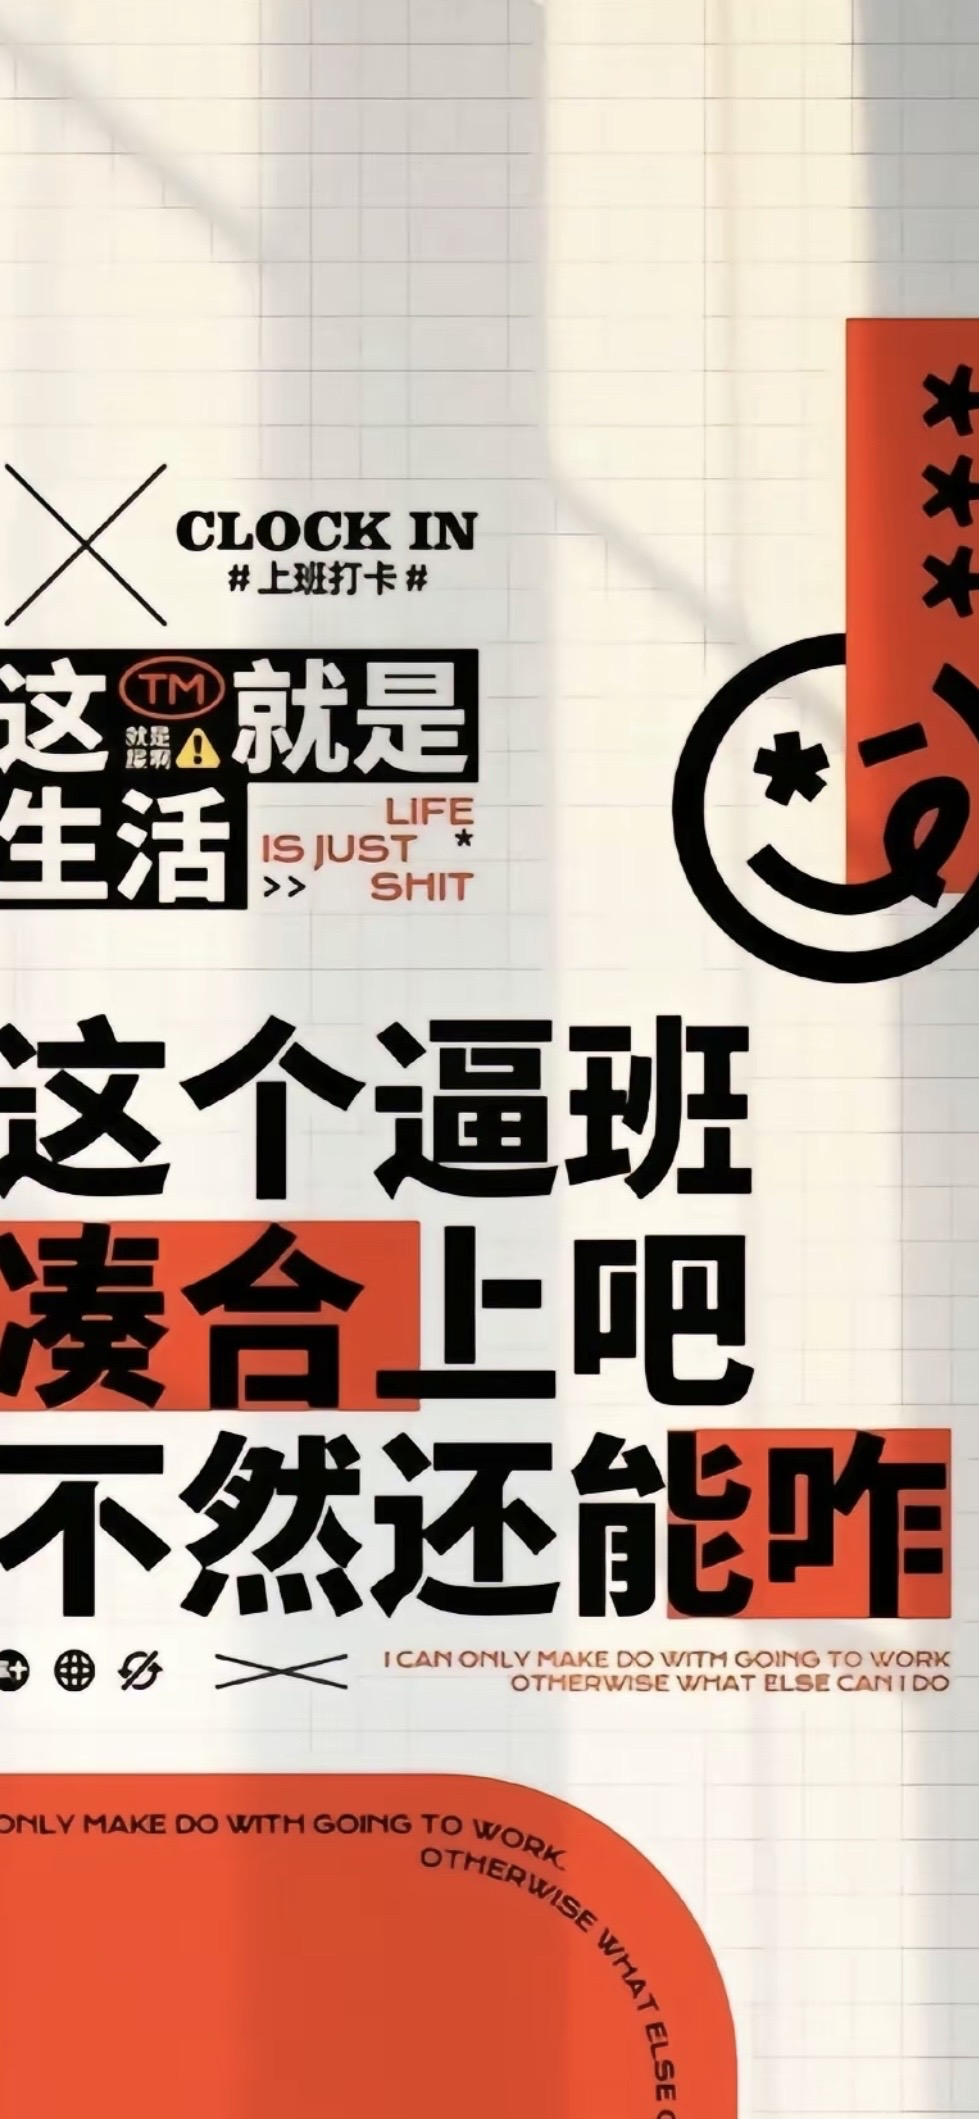 CLOCK IN
#上班打卡#
这TM就是
就是
生活
LIFE
IS JUST *
>> SHIT
这个逼班
凑合上吧
不然还能咋
I CAN ONLY MAKE DO WITH GOING TO WORK
OTHERWISE WHAT ELSE CAN I DO
ONLY MAKE DO WITH GOING TO WORK
OTHERWISE WHAT ELSE